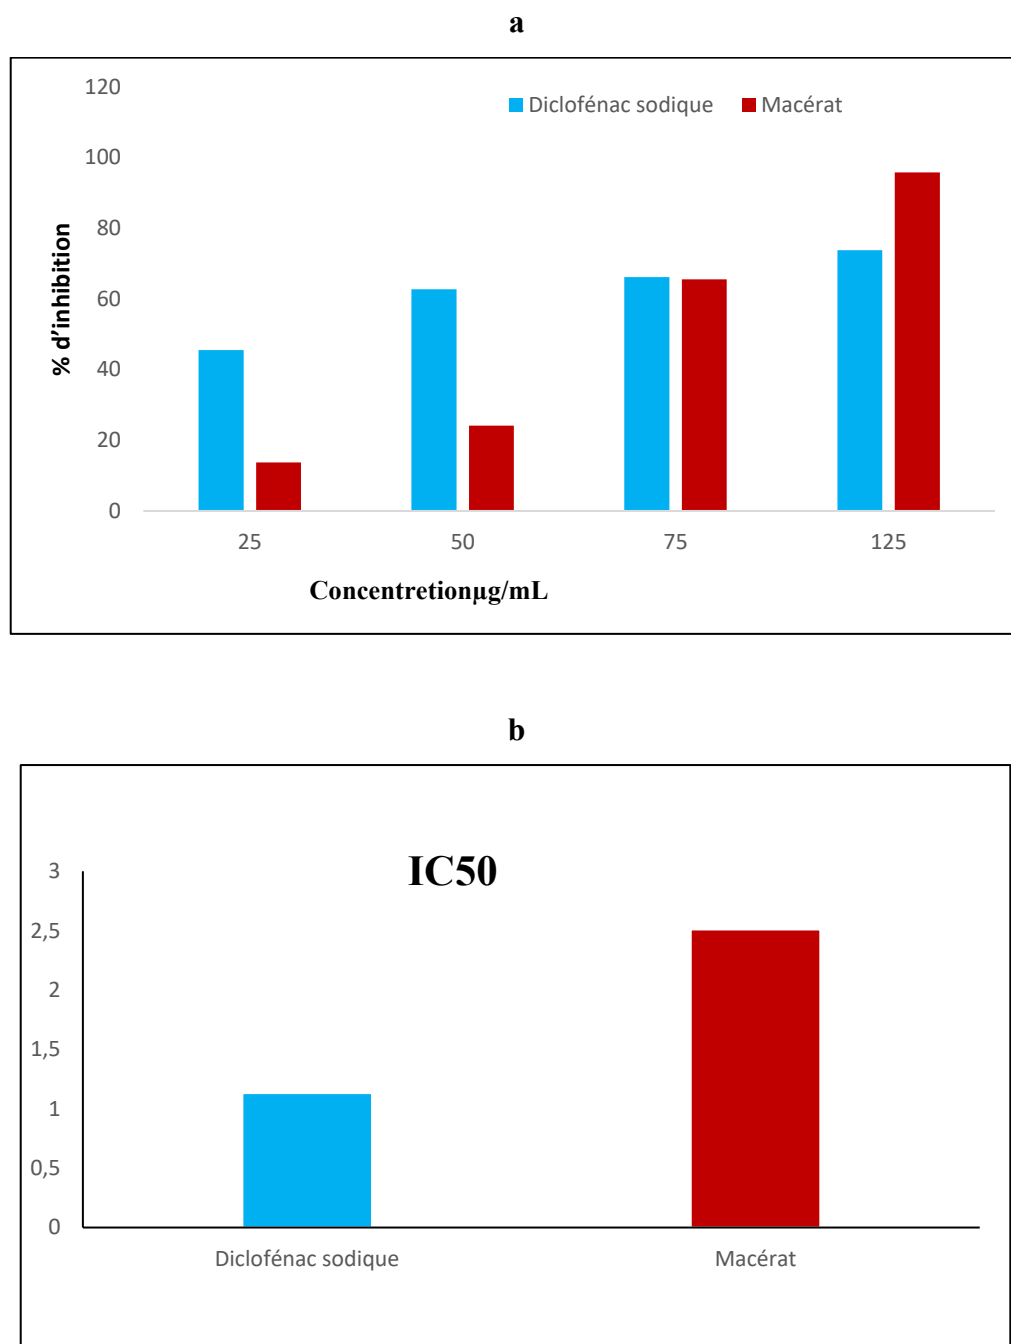 a
120
Diclofénac sodique Macérat
100
80
60
40
20
0
% d’inhibition
25 50 75 125
Concentretionµg/mL
b
IC50
3
2,5
2
1,5
1
0,5
0
Diclofénac sodique Macérat